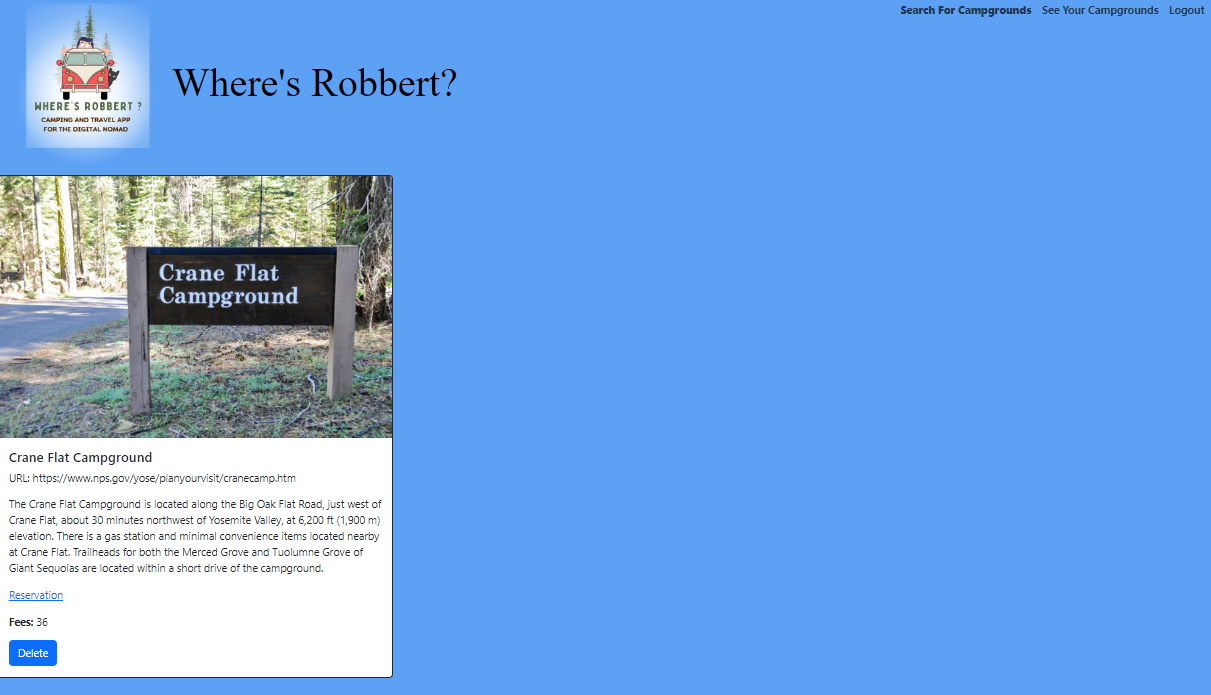 Search For Campgrounds See Your Campgrounds Logout
WHERE'S ROBBERT ?
CAMPING AND TRAVEL APP
FOR THE DIGITAL NOMAD
Where's Robbert?
Crane Flat
Campground
Crane Flat Campground
URL: https://www.nps.gov/yose/planyourvisit/cranecamp.htm
The Crane Flat Campground is located along the Big Oak Flat Road, just west of
Crane Flat, about 30 minutes northwest of Yosemite Valley, at 6,200 ft (1,900 m)
elevation. There is a gas station and minimal convenience items located nearby
at Crane Flat. Trailheads for both the Merced Grove and Tuolumne Grove of
Giant Sequoias are located within a short drive of the campground.
Reservation
Fees: 36
Delete